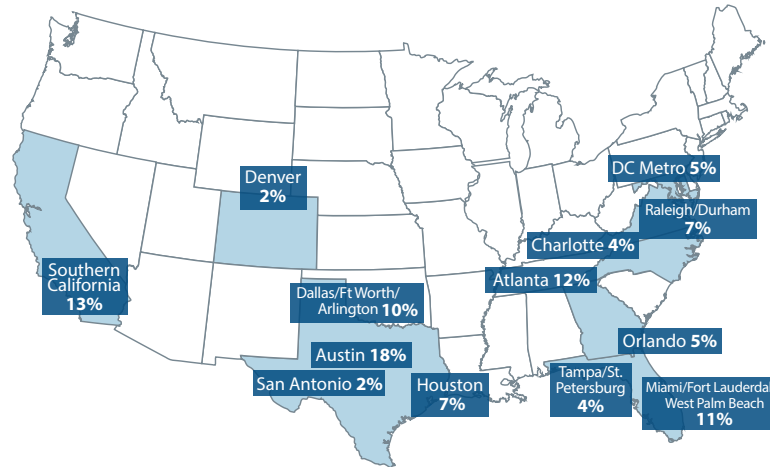 DC Metro 5%
Denver
2%
Raleigh/Durham
7%
Charlotte 4%
Southern
California
13%
Atlanta 12%
Dallas/Ft Worth/
Arlington 10%
Orlando 5%
Austin 18%
San Antonio 2%
Houston
7%
Tampa/St.
Petersburg
4%
Miami/Fort Lauderdal
West Palm Beach
11%